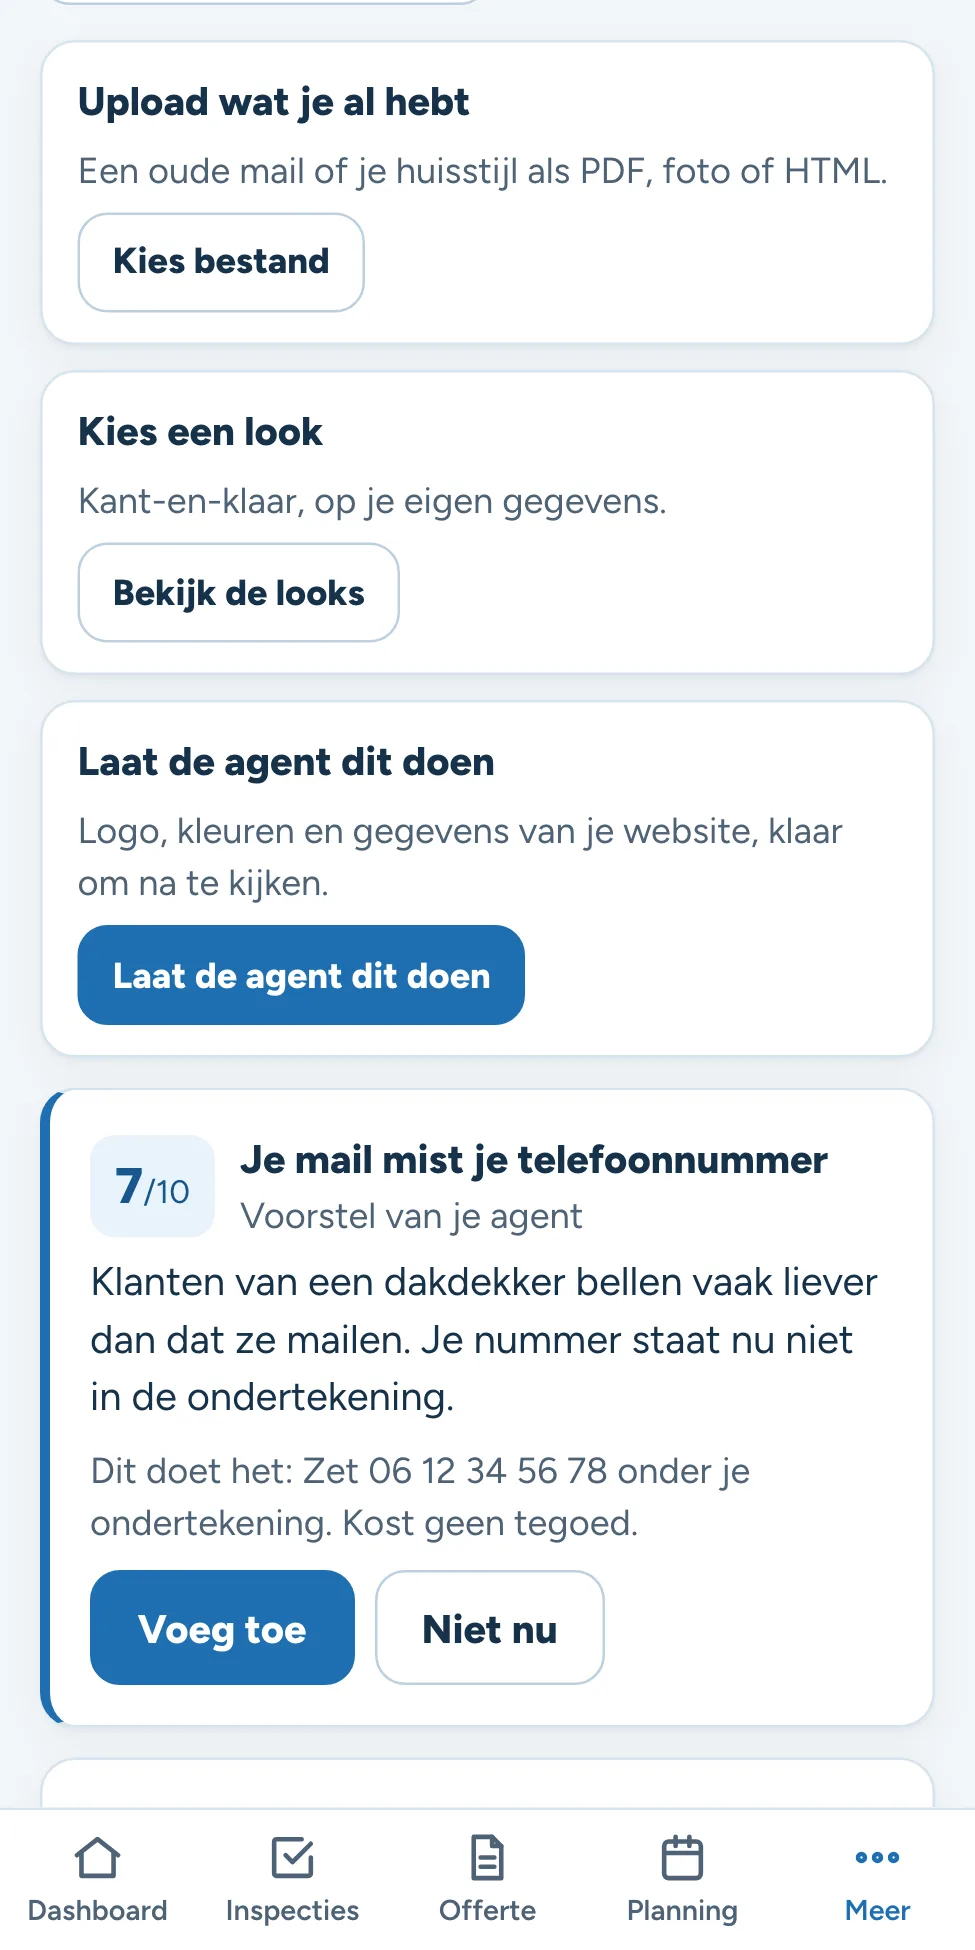 Upload wat je al hebt
Een oude mail of je huisstijl als PDF, foto of HTML.
Kies bestand
Kies een look
Kant-en-klaar, op je eigen gegevens.
Bekijk de looks
Laat de agent dit doen
Logo, kleuren en gegevens van je website, klaar
om na te kijken.
Laat de agent dit doen
7/10
Je mail mist je telefoonnummer
Voorstel van je agent
Klanten van een dakdekker bellen vaak liever
dan dat ze mailen. Je nummer staat nu niet
in de ondertekening.
Dit doet het: Zet 06 12 34 56 78 onder je
ondertekening. Kost geen tegoed.
Voeg toe
Niet nu
Dashboard
Inspecties
Offerte
Planning
Meer